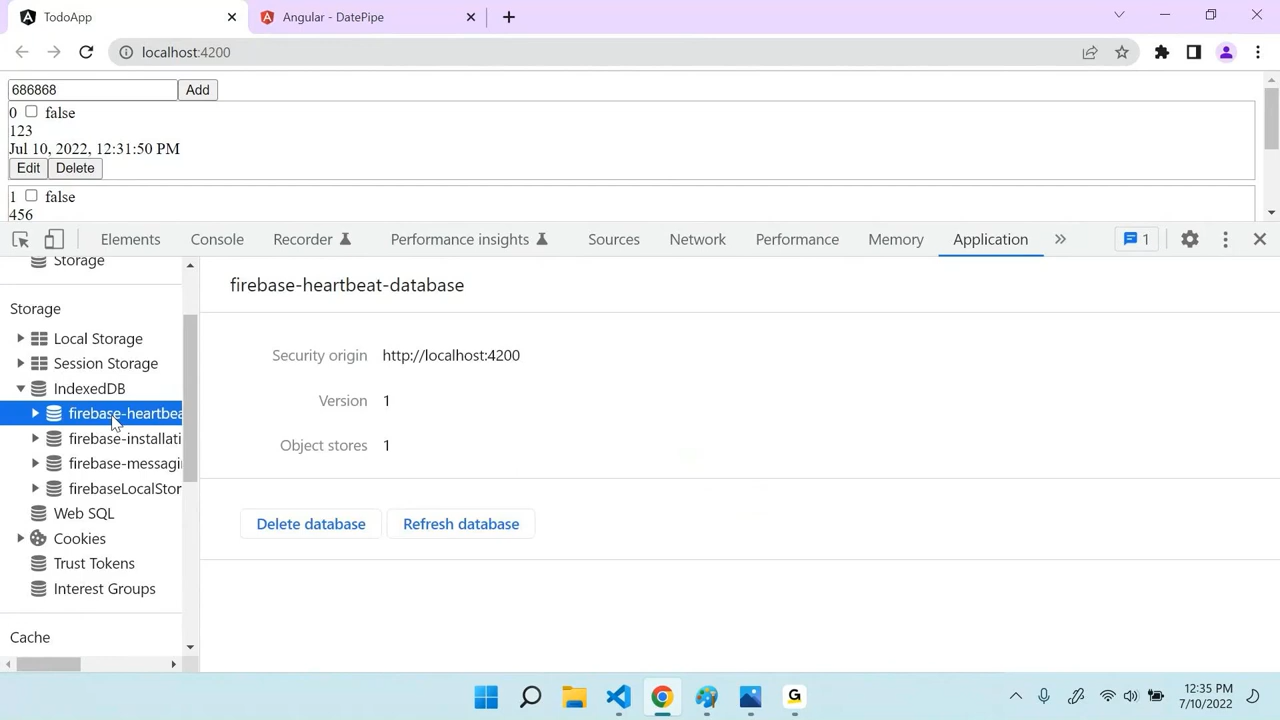 TodoApp
Angular - DatePipe
localhost:4200
686868 Add
0 false
123
Jul 10, 2022, 12:31:50 PM
Edit Delete
1 false
456
Elements Console Recorder Performance insights Sources Network Performance Memory Application 1
Storage
Storage
Local Storage
Session Storage
IndexedDB
firebase-heartbea
firebase-installati
firebase-messagi
firebaseLocalStor
Web SQL
Cookies
Trust Tokens
Interest Groups
Cache
firebase-heartbeat-database
Security origin http://localhost:4200
Version 1
Object stores 1
Delete database Refresh database
G
12:35 PM
7/10/2022